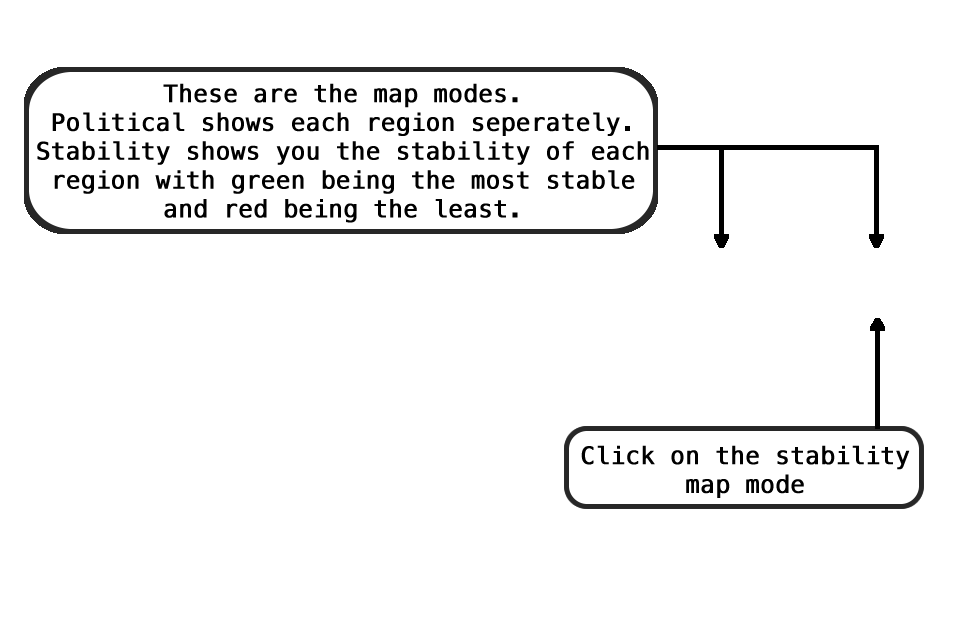 These are the map modes.
Political shows each region seperately.
Stability shows you the stability of each
region with green being the most stable
and red being the least.
Click on the stability
map mode